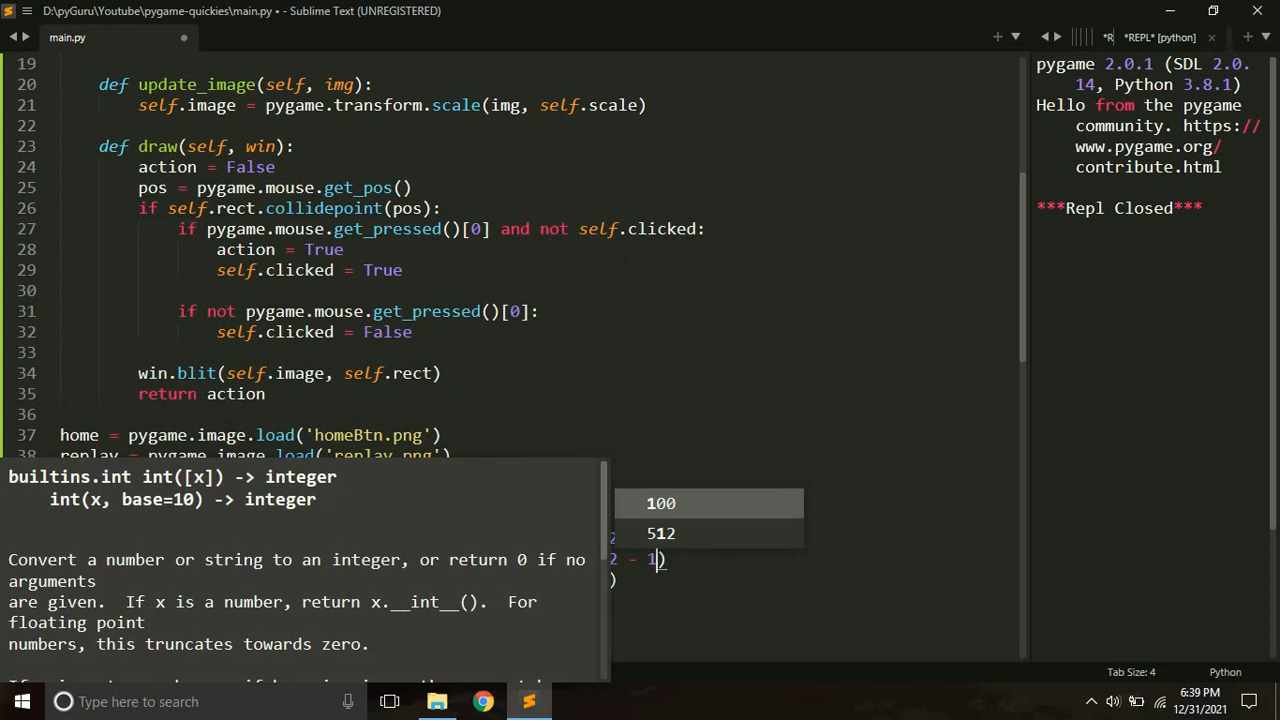 D:\pyGuru\Youtube\pygame-quickies\main.py • - Sublime Text (UNREGISTERED)
main.py
*R
*REPL* [python]
19
20 def update_image(self, img):
21 self.image = pygame.transform.scale(img, self.scale)
22
23 def draw(self, win):
24 action = False
25 pos = pygame.mouse.get_pos()
26 if self.rect.collidepoint(pos):
27 if pygame.mouse.get_pressed()[0] and not self.clicked:
28 action = True
29 self.clicked = True
30
31 if not pygame.mouse.get_pressed()[0]:
32 self.clicked = False
33
34 win.blit(self.image, self.rect)
35 return action
36
37 home = pygame.image.load('homeBtn.png')
38 replay = pygame.image.load('replay.png')
builtins.int int([x]) -> integer
int(x, base=10) -> integer
Convert a number or string to an integer, or return 0 if no
arguments
are given. If x is a number, return x.__int__(). For
floating point
numbers, this truncates towards zero.
100
512
2
2 - 1)
)
pygame 2.0.1 (SDL 2.0.
14, Python 3.8.1)
Hello from the pygame
community. https://
www.pygame.org/
contribute.html
***Repl Closed***
Tab Size: 4
Python
Type here to search
6:39 PM
12/31/2021